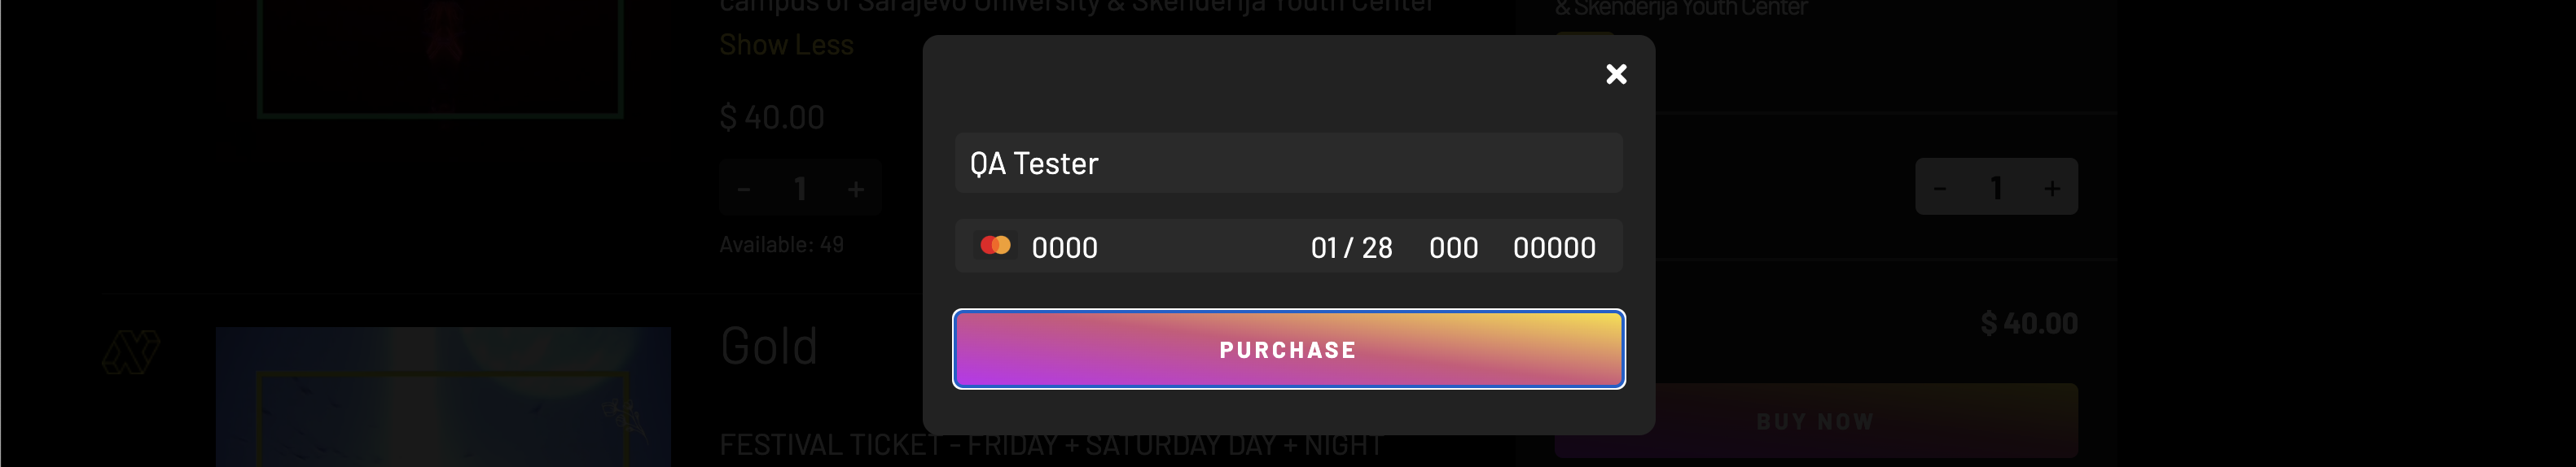 campus of Sarajevo University & Skenderija Youth Center
Show Less
$ 40.00
- 1 +
Available: 49
Gold
FESTIVAL TICKET - FRIDAY + SATURDAY DAY + NIGHT
QA Tester
0000 01 / 28 000 00000
PURCHASE
& Skenderija Youth Center
- 1 +
$ 40.00
BUY NOW